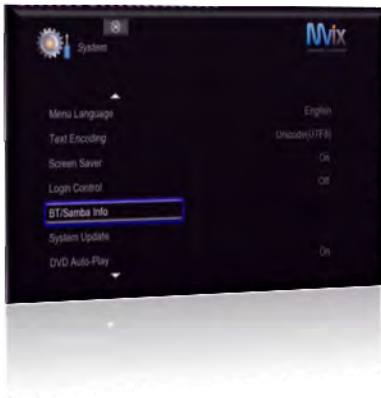 System
Mvix
Menu Language English
Text Encoding Unicode(UTF8)
Screen Saver On
Login Control Off
BT/Samba Info
System Update
DVD Auto-Play On